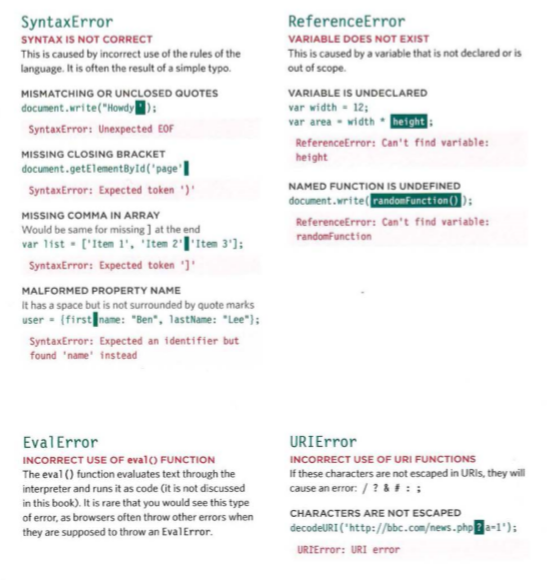 SyntaxError
SYNTAX IS NOT CORRECT
This is caused by incorrect use of the rules of the
language. It is often the result of a simple typo.
MISMATCHING OR UNCLOSED QUOTES
document.write("Howdy');
SyntaxError: Unexpected EOF
MISSING CLOSING BRACKET
document.getElementById('page'
SyntaxError: Expected token ')'
MISSING COMMA IN ARRAY
Would be same for missing ] at the end
var list = ['Item 1', 'Item 2' 'Item 3'];
SyntaxError: Expected token ']'
MALFORMED PROPERTY NAME
It has a space but is not surrounded by quote marks
user = {first name: "Ben", lastName: "Lee"};
SyntaxError: Expected an identifier but
found 'name' instead
ReferenceError
VARIABLE DOES NOT EXIST
This is caused by a variable that is not declared or is
out of scope.
VARIABLE IS UNDECLARED
var width = 12;
var area = width * height;
ReferenceError: Can't find variable:
height
NAMED FUNCTION IS UNDEFINED
document.write(randomFunction());
ReferenceError: Can't find variable:
randomFunction
EvalError
INCORRECT USE OF eval() FUNCTION
The eval() function evaluates text through the
interpreter and runs it as code (it is not discussed
in this book). It is rare that you would see this type
of error, as browsers often throw other errors when
they are supposed to throw an EvalError.
URIError
INCORRECT USE OF URI FUNCTIONS
If these characters are not escaped in URIs, they will
cause an error: / ? & # : ;
CHARACTERS ARE NOT ESCAPED
decodeURI('http://bbc.com/news.php?a=1');
URIError: URI error